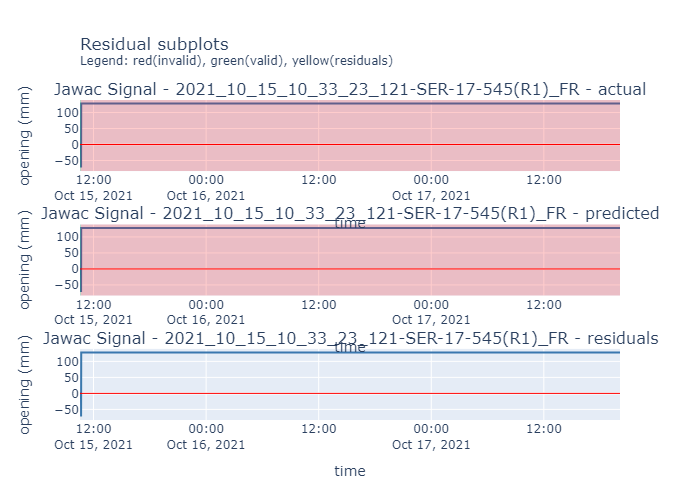 Residual subplots
Legend: red(invalid), green(valid), yellow(residuals)
Jawac Signal - 2021_10_15_10_33_23_121-SER-17-545(R1)_FR - actual
opening (mm)
100
50
0
−50
12:00 00:00 12:00 00:00 12:00
Oct 15, 2021 Oct 16, 2021 Oct 17, 2021
time
Jawac Signal - 2021_10_15_10_33_23_121-SER-17-545(R1)_FR - predicted
opening (mm)
100
50
0
−50
12:00 00:00 12:00 00:00 12:00
Oct 15, 2021 Oct 16, 2021 Oct 17, 2021
time
Jawac Signal - 2021_10_15_10_33_23_121-SER-17-545(R1)_FR - residuals
opening (mm)
100
50
0
−50
12:00 00:00 12:00 00:00 12:00
Oct 15, 2021 Oct 16, 2021 Oct 17, 2021
time